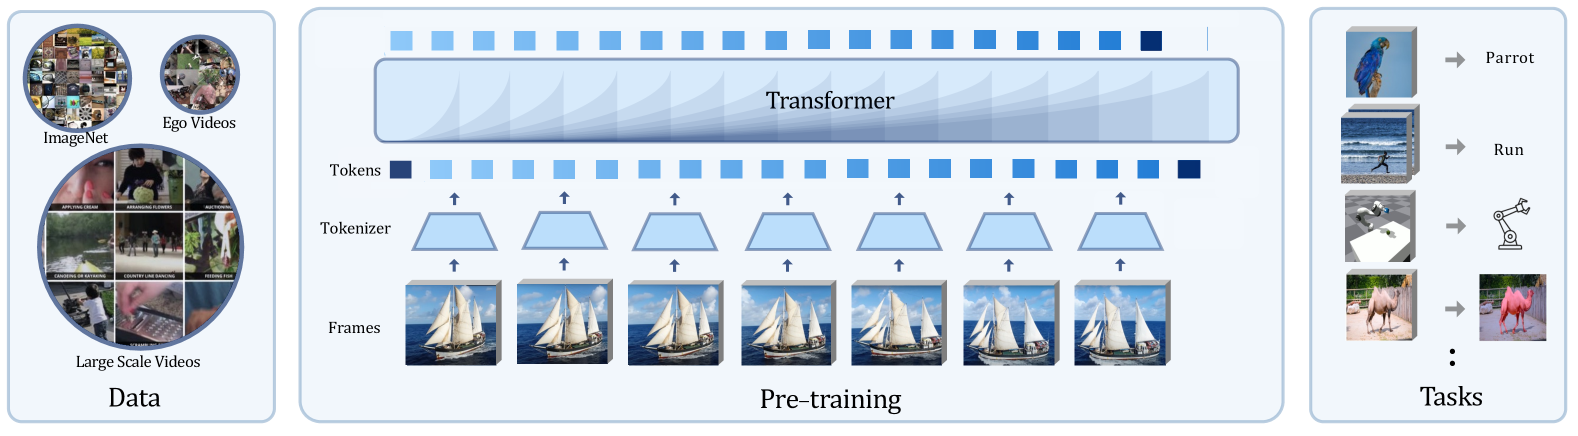 ImageNet
Ego Videos
APPLYING CREAM
ARRANGING FLOWERS
AUCTIONING
CANOEING OR KAYAKING
COUNTRY LINE DANCING
FEEDING FISH
Large Scale Videos
Data
Transformer
Tokens
Tokenizer
Frames
Pre-training
Parrot
Run
Tasks